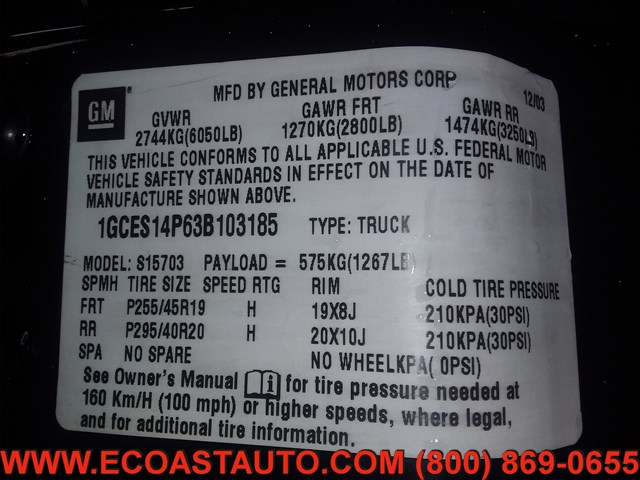 GM
MFD BY GENERAL MOTORS CORP
12/03
GVWR GAWR FRT GAWR RR
2744KG(6050LB) 1270KG(2800LB) 1474KG(3250LB)
THIS VEHICLE CONFORMS TO ALL APPLICABLE U.S. FEDERAL MOTOR
VEHICLE SAFETY STANDARDS IN EFFECT ON THE DATE OF
MANUFACTURE SHOWN ABOVE.
1GCES14P63B103185 TYPE: TRUCK
MODEL: S15703 PAYLOAD = 575KG(1267LB)
SPMH TIRE SIZE SPEED RTG RIM COLD TIRE PRESSURE
FRT P255/45R19 H 19X8J 210KPA(30PSI)
RR P295/40R20 H 20X10J 210KPA(30PSI)
SPA NO SPARE NO WHEELKPA( 0PSI)
See Owner's Manual for tire pressure needed at
160 Km/H (100 mph) or higher speeds, where legal,
and for additional tire information.
WWW.ECOASTAUTO.COM (800) 869-0655